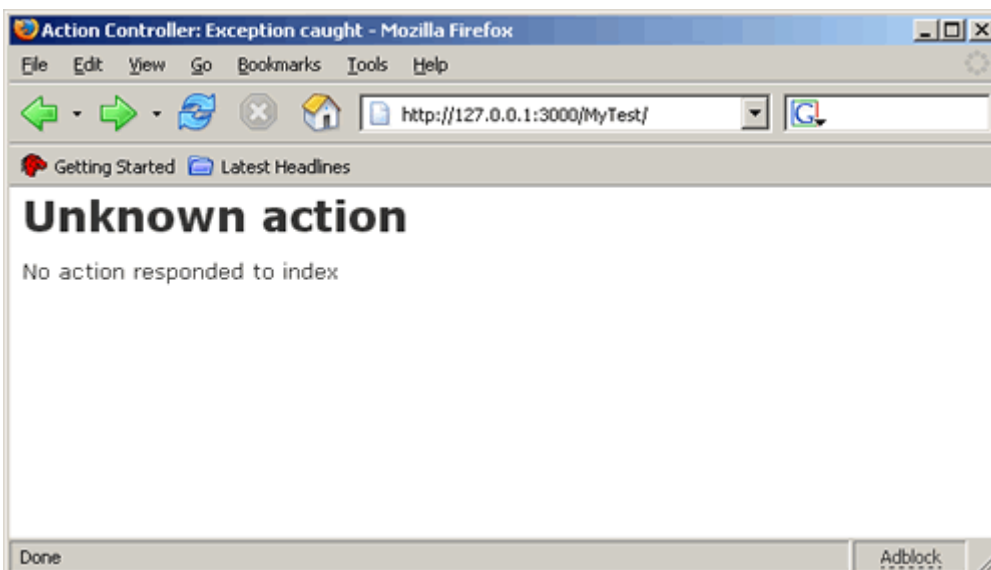 Action Controller: Exception caught - Mozilla Firefox
File Edit View Go Bookmarks Tools Help
http://127.0.0.1:3000/MyTest/ G
Getting Started Latest Headlines
Unknown action
No action responded to index
Done Adblock